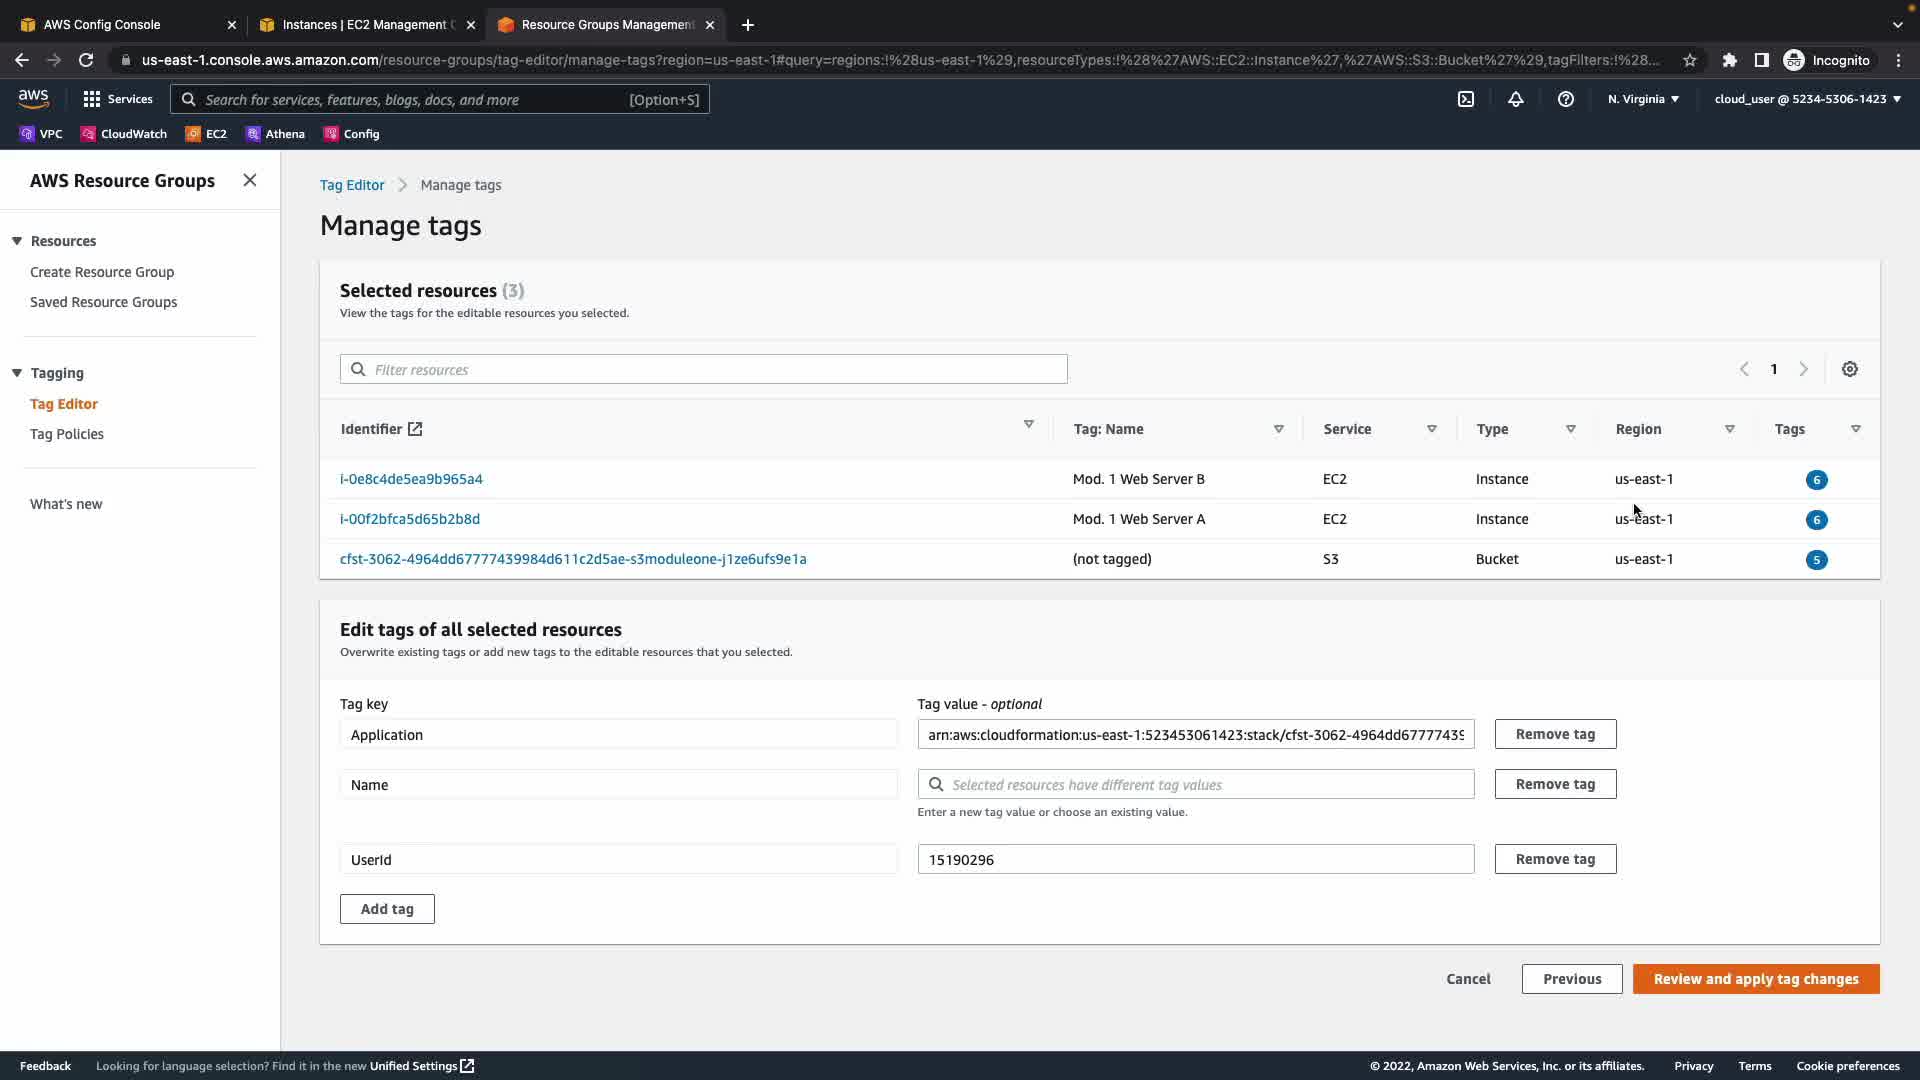 AWS Config Console
Instances | EC2 Management C
Resource Groups Management
us-east-1.console.aws.amazon.com/resource-groups/tag-editor/manage-tags?region=us-east-1#query=regions:!%28us-east-1%29,resourceTypes:!%28%27AWS::EC2::Instance%27,%27AWS::S3::Bucket%27%29,tagFilters:!%28...
Incognito
aws
Services
Search for services, features, blogs, docs, and more
[Option+S]
N. Virginia
cloud_user @ 5234-5306-1423
VPC
CloudWatch
EC2
Athena
Config
AWS Resource Groups
Resources
Create Resource Group
Saved Resource Groups
Tagging
Tag Editor
Tag Policies
What's new
Tag Editor
Manage tags
Manage tags
Selected resources (3)
View the tags for the editable resources you selected.
Filter resources
1
Identifier
Tag: Name
Service
Type
Region
Tags
i-0e8c4de5ea9b965a4
Mod. 1 Web Server B
EC2
Instance
us-east-1
6
i-00f2bfca5d65b2b8d
Mod. 1 Web Server A
EC2
Instance
us-east-1
6
cfst-3062-4964dd67777439984d611c2d5ae-s3moduleone-j1ze6ufs9e1a
(not tagged)
S3
Bucket
us-east-1
5
Edit tags of all selected resources
Overwrite existing tags or add new tags to the editable resources that you selected.
Tag key
Tag value - optional
Application
arn:aws:cloudformation:us-east-1:523453061423:stack/cfst-3062-4964dd67777439
Remove tag
Name
Selected resources have different tag values
Remove tag
Enter a new tag value or choose an existing value.
UserId
15190296
Remove tag
Add tag
Cancel
Previous
Review and apply tag changes
Feedback
Looking for language selection? Find it in the new Unified Settings
© 2022, Amazon Web Services, Inc. or its affiliates.
Privacy
Terms
Cookie preferences